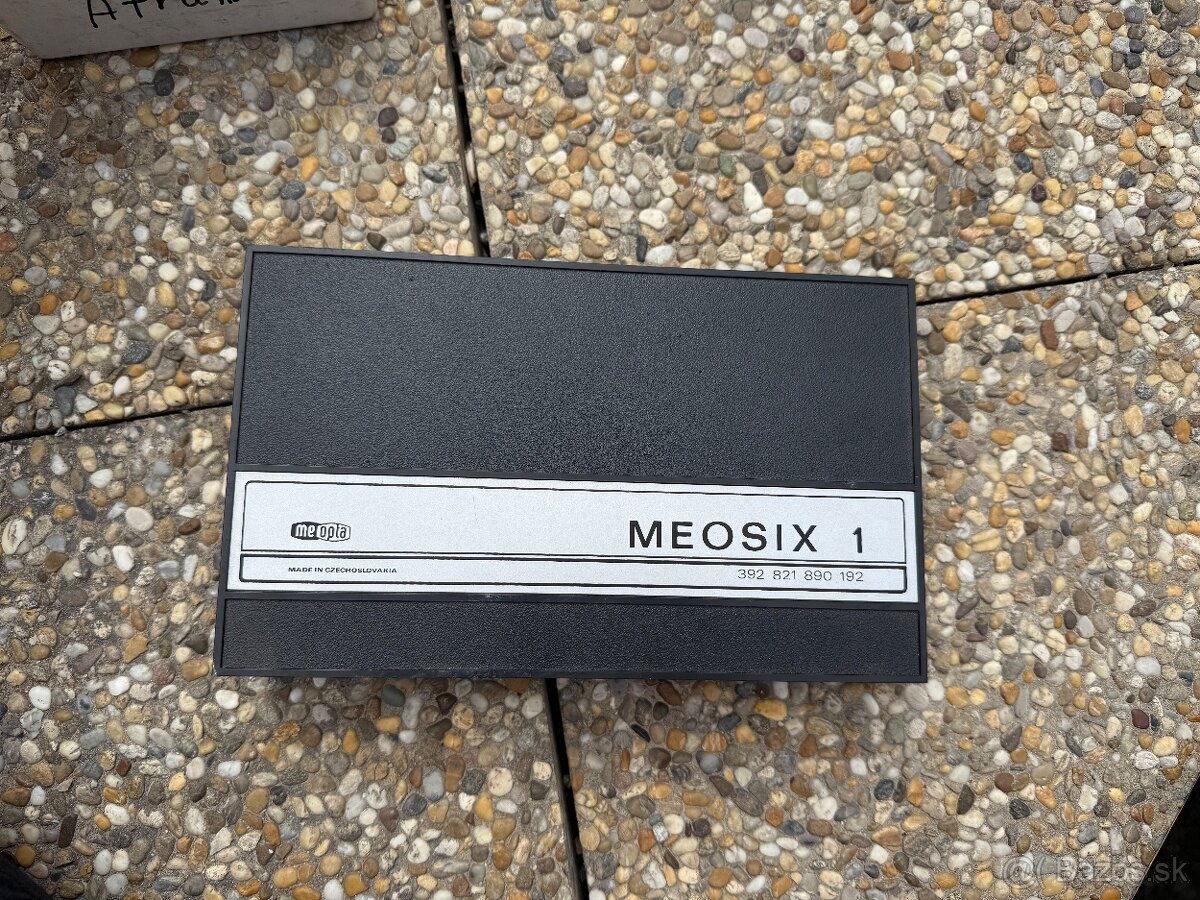 meopta
MEOSIX 1
MADE IN CZECHOSLOVAKIA
392 821 890 192
Bazos.sk